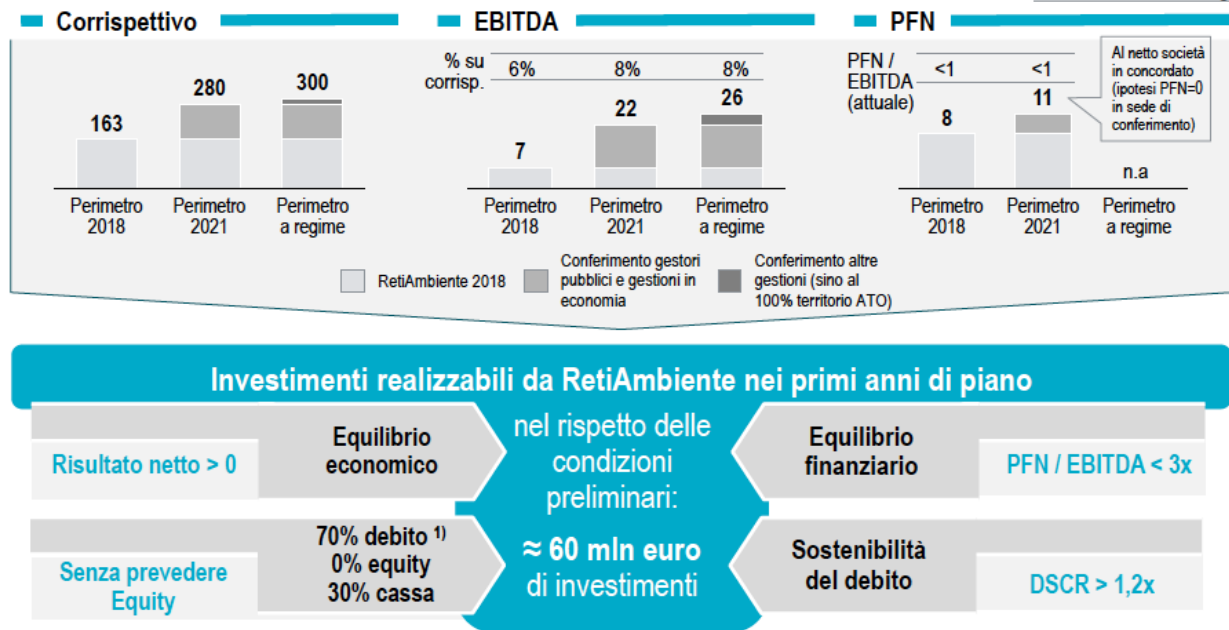 Corrispettivo
163
280
300
Perimetro
2018
Perimetro
2021
Perimetro
a regime
EBITDA
% su
corrisp.
6%
8%
8%
7
22
26
Perimetro
2018
Perimetro
2021
Perimetro
a regime
PFN
PFN /
EBITDA
(attuale)
<1
<1
8
11
n.a
Al netto società
in concordato
(ipotesi PFN=0
in sede di
conferimento)
Perimetro
2018
Perimetro
2021
Perimetro
a regime
RetiAmbiente 2018
Conferimento gestori
pubblici e gestioni in
economia
Conferimento altre
gestioni (sino al
100% territorio ATO)
Investimenti realizzabili da RetiAmbiente nei primi anni di piano
Risultato netto > 0
Equilibrio
economico
nel rispetto delle
condizioni
preliminari:
Equilibrio
finanziario
PFN / EBITDA < 3x
Senza prevedere
Equity
70% debito 1)
0% equity
30% cassa
≈ 60 mln euro
di investimenti
Sostenibilità
del debito
DSCR > 1,2x